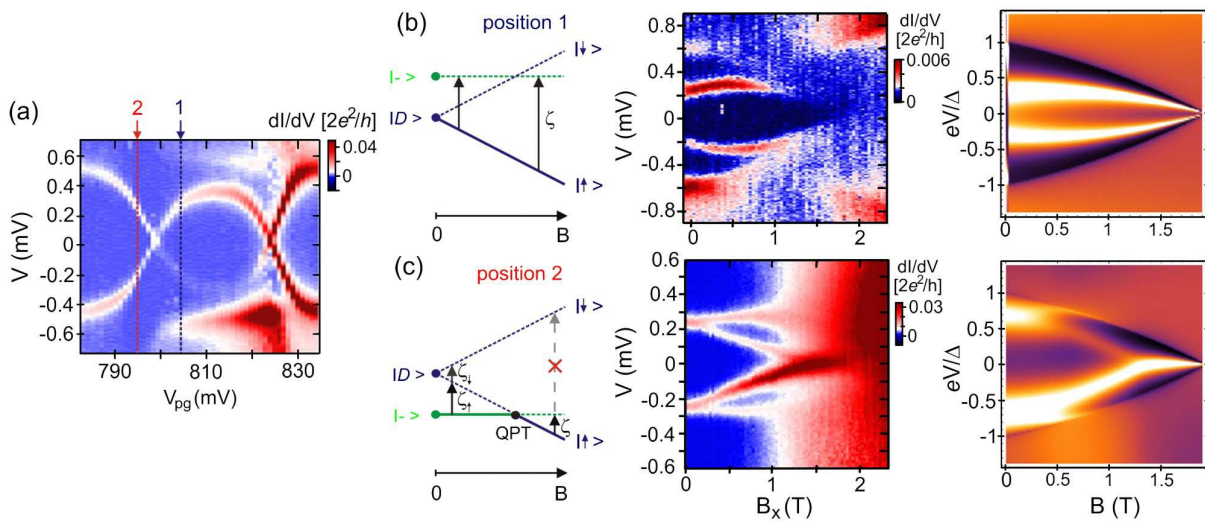 (a)
2 1
dI/dV [2e²/h]
0.04
0
V (mV)
0.6
0.4
0.2
0
-0.2
-0.4
-0.6
790 810 830
V_pg (mV)
(b) position 1
I↓ >
I- >
ID >
ζ
I↑ >
0 B
V (mV)
0.8
0.4
0
-0.4
-0.8
0 1 2
dI/dV
[2e²/h]
0.006
0
eV/Δ
1
0.5
0
-0.5
-1
0 0.5 1 1.5
(c) position 2
I↓ >
ID >
ζ↓
ζ↑
I- >
QPT
ζ
I↑ >
0 B
V (mV)
0.6
0.4
0.2
0
-0.2
-0.4
-0.6
0 1 2
B_x (T)
dI/dV
[2e²/h]
0.03
0
eV/Δ
1
0.5
0
-0.5
-1
0 0.5 1 1.5
B (T)